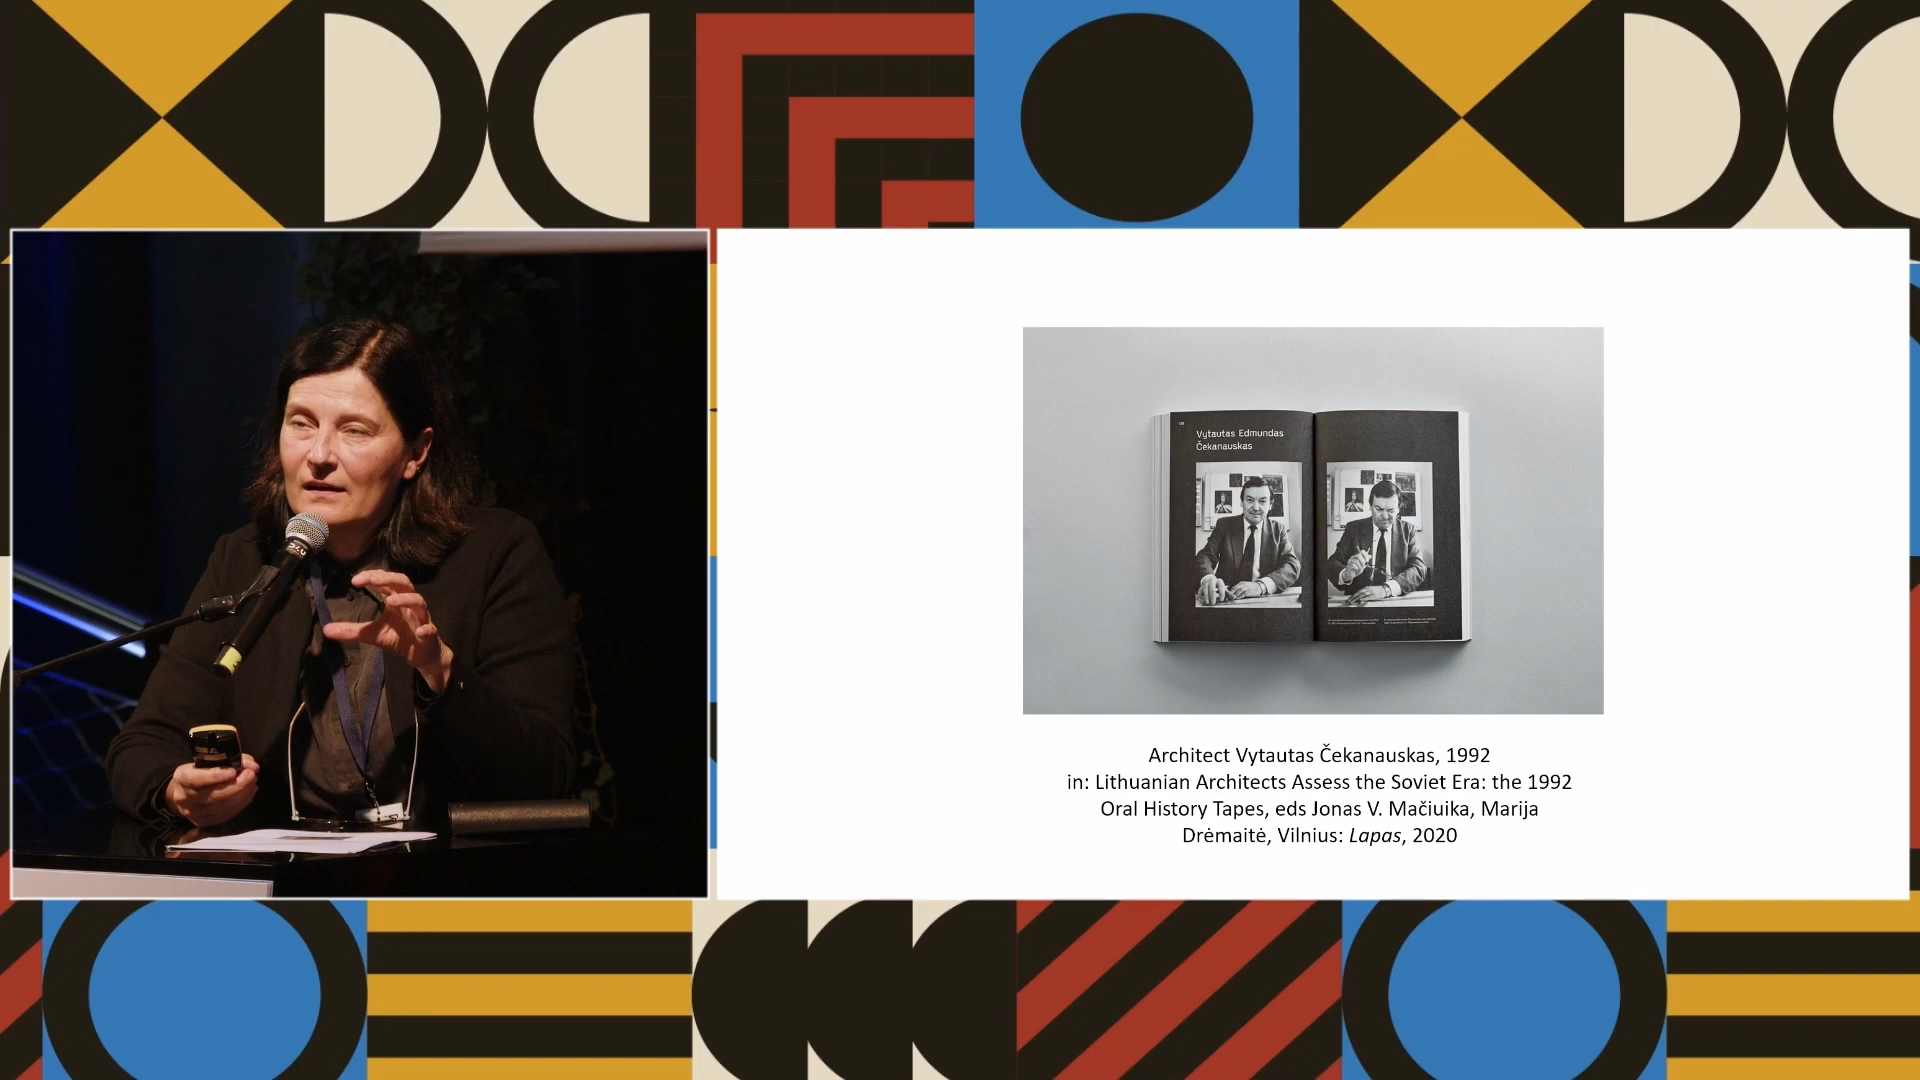 Vytautas Edmundas
Čekanauskas
Architect Vytautas Čekanauskas, 1992
in: Lithuanian Architects Assess the Soviet Era: the 1992
Oral History Tapes, eds Jonas V. Mačiuika, Marija
Drėmaitė, Vilnius: Lapas, 2020